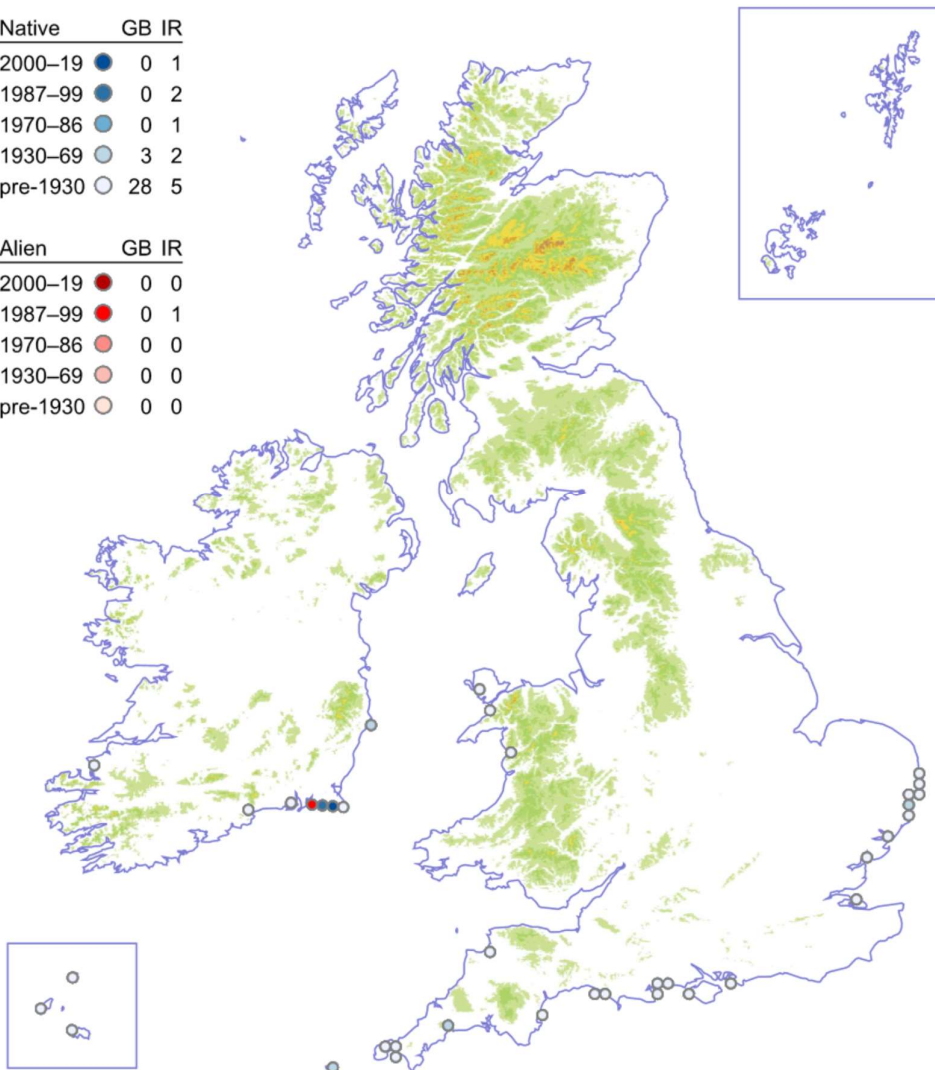 Native GB IR
2000–19 0 1
1987–99 0 2
1970–86 0 1
1930–69 3 2
pre-1930 28 5
Alien GB IR
2000–19 0 0
1987–99 0 1
1970–86 0 0
1930–69 0 0
pre-1930 0 0